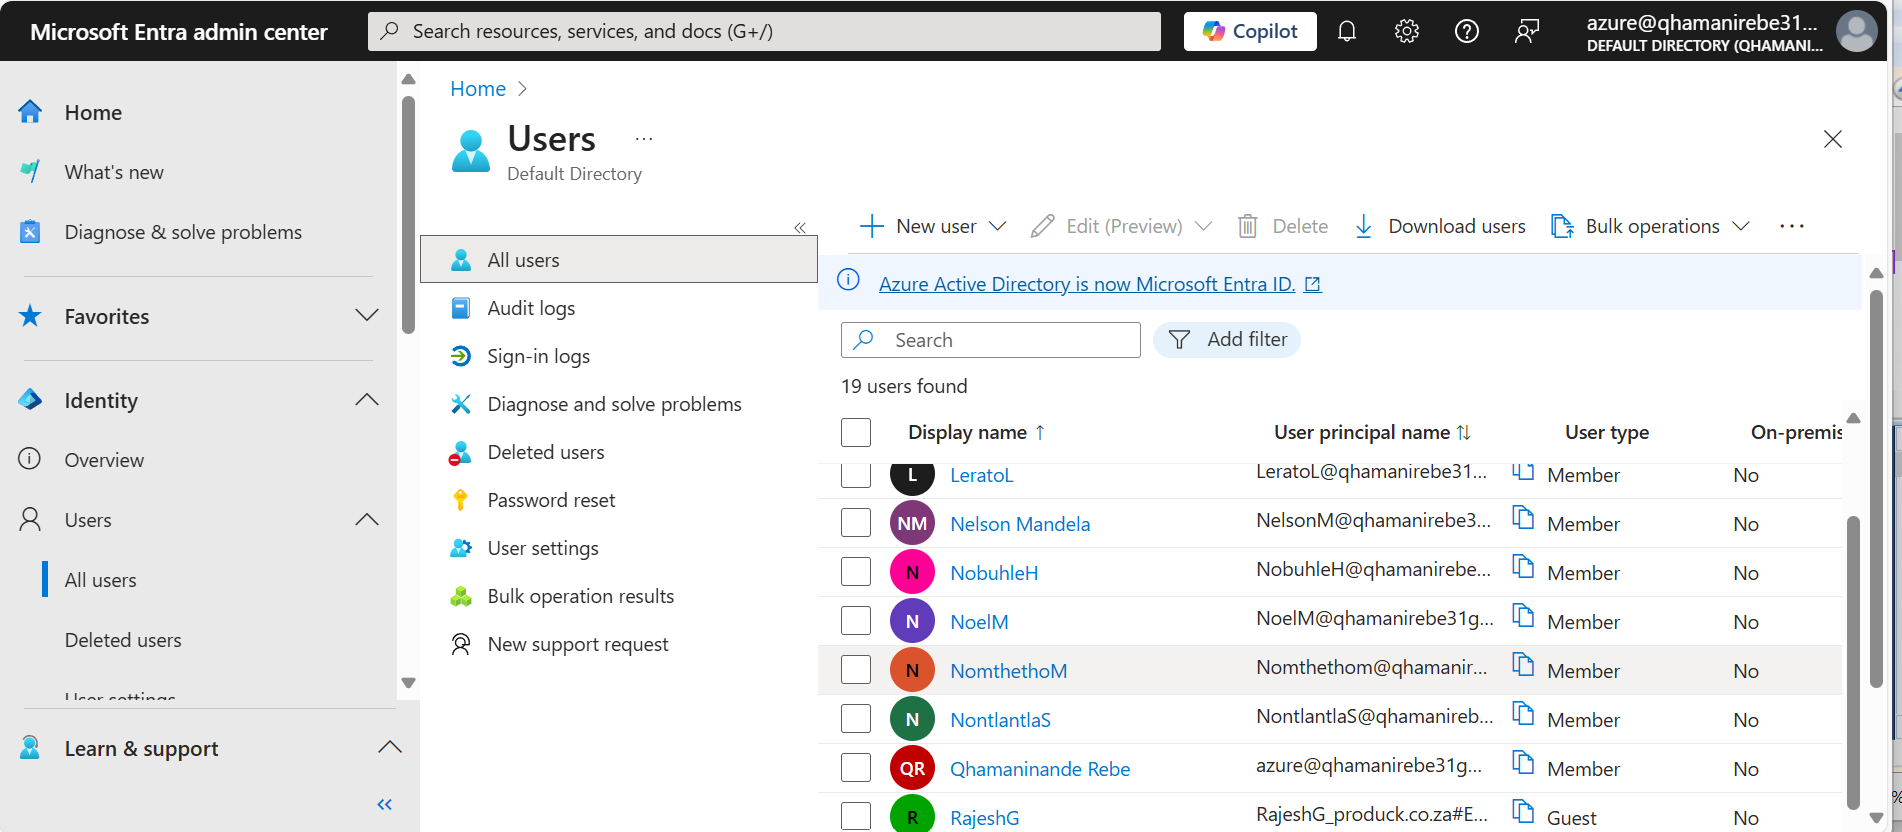 Microsoft Entra admin center
Search resources, services, and docs (G+/)
Copilot
azure@qhamanirebe31...
DEFAULT DIRECTORY (QHAMANI...
Home
What's new
Diagnose & solve problems
Favorites
Identity
Overview
Users
All users
Deleted users
User settings
Learn & support
Home
Users
...
Default Directory
All users
Audit logs
Sign-in logs
Diagnose and solve problems
Deleted users
Password reset
User settings
Bulk operation results
New support request
New user
Edit (Preview)
Delete
Download users
Bulk operations
...
Azure Active Directory is now Microsoft Entra ID.
Search
Add filter
19 users found
Display name ↑ User principal name ↑↓ User type On-premis
L LeratoL LeratoL@qhamanirebe31... Member No
NM Nelson Mandela NelsonM@qhamanirebe3... Member No
N NobuhleH NobuhleH@qhamanirebe... Member No
N NoelM NoelM@qhamanirebe31g... Member No
N NomthethoM Nomthethom@qhamanir... Member No
N NontlantlaS NontlantlaS@qhamanireb... Member No
QR Qhamaninande Rebe azure@qhamanirebe31g... Member No
R RajeshG RajeshG_produck.co.za#E... Guest No
%